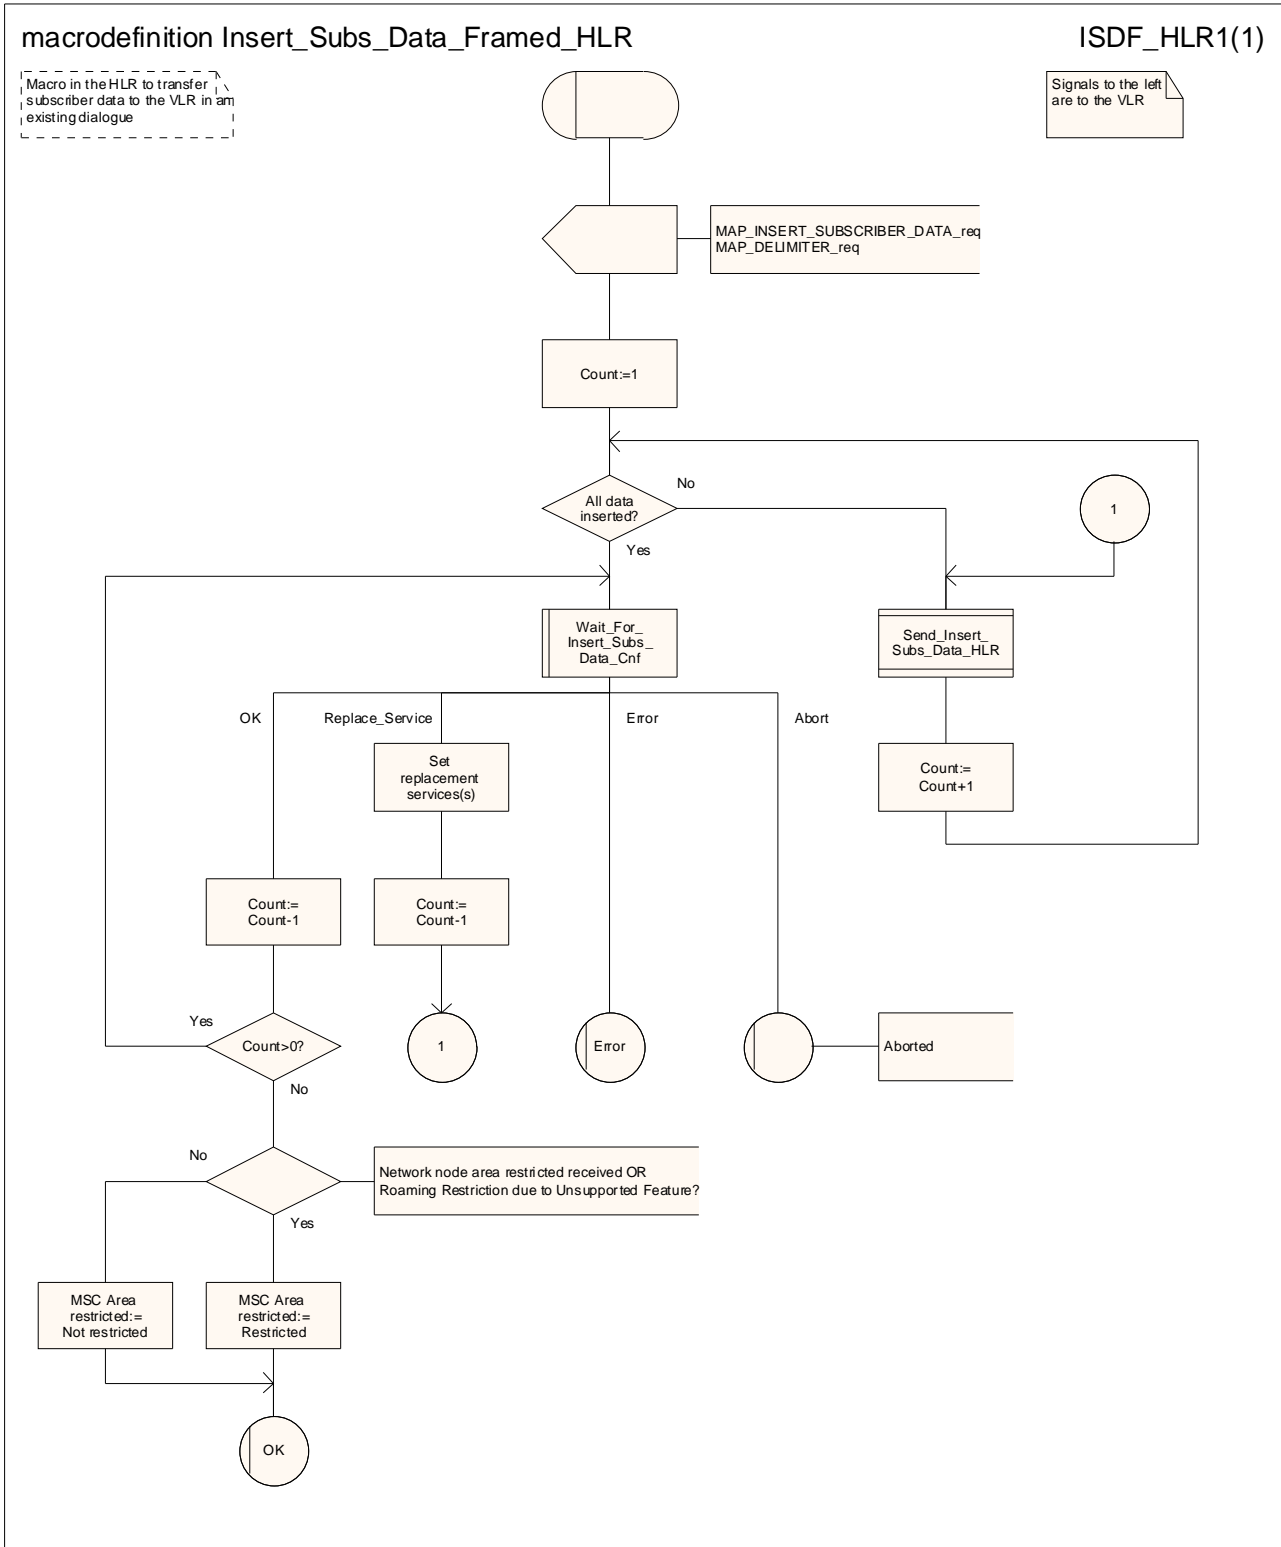 macrodefinition Insert_Subs_Data_Framed_HLR
ISDF_HLR1(1)
Macro in the HLR to transfer
subscriber data to the VLR in an
existing dialogue
Signals to the left
are to the VLR
MAP_INSERT_SUBSCRIBER_DATA_req
MAP_DELIMITER_req
Count:=1
No
All data
inserted?
1
Yes
Wait_For_
Insert_Subs_
Data_Cnf
Send_Insert_
Subs_Data_HLR
OK
Replace_Service
Error
Abort
Set
replacement
services(s)
Count:=
Count+1
Count:=
Count-1
Count:=
Count-1
Yes
Count>0?
1
Error
Aborted
No
No
Network node area restricted received OR
Roaming Restriction due to Unsupported Feature?
Yes
MSC Area
restricted:=
Not restricted
MSC Area
restricted:=
Restricted
OK